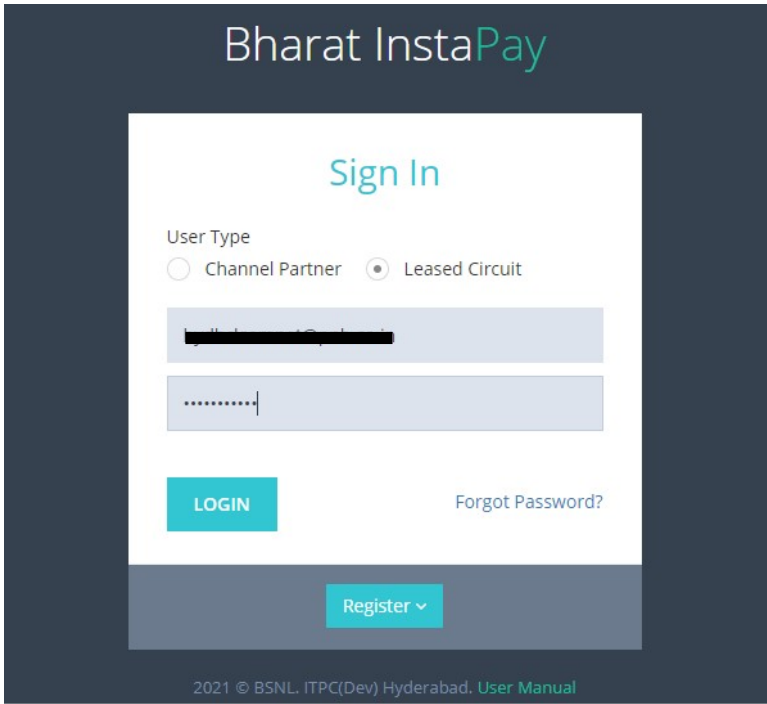 Bharat InstaPay
Sign In
User Type
Channel Partner Leased Circuit
•••••••••••
LOGIN Forgot Password?
Register
2021 © BSNL. ITPC(Dev) Hyderabad. User Manual